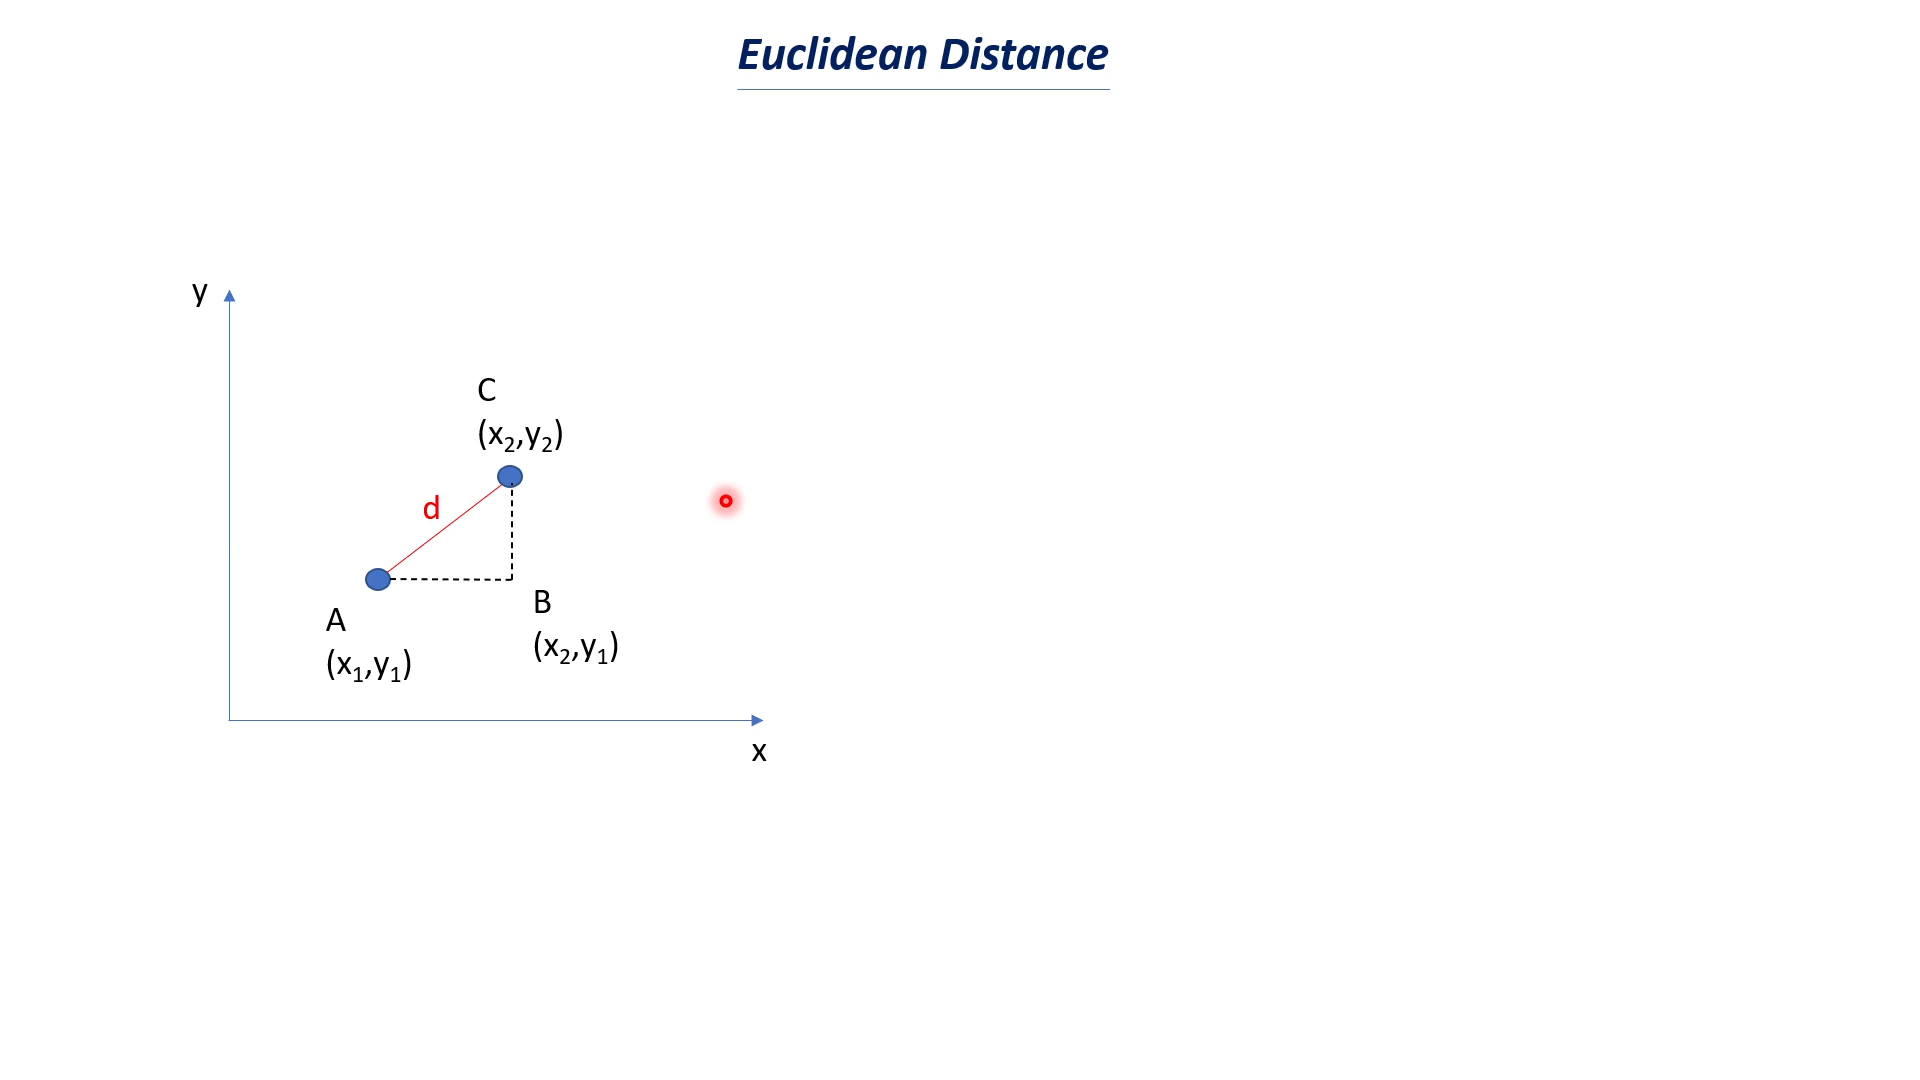 Euclidean Distance
y
C
(x₂,y₂)
d
A
(x₁,y₁)
B
(x₂,y₁)
x